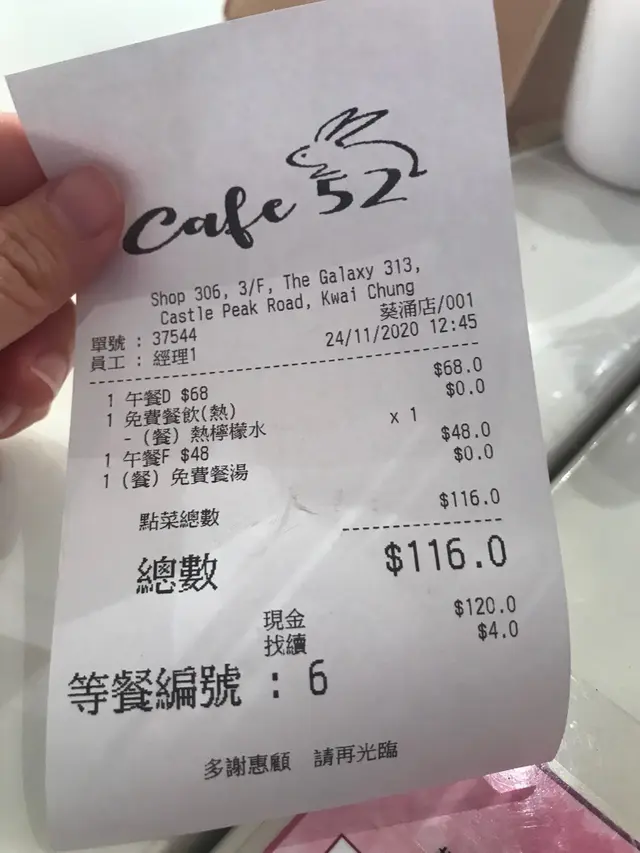 Cafe 52
Shop 306, 3/F, The Galaxy 313,
Castle Peak Road, Kwai Chung
單號 : 37544 葵涌店/001
員工 : 經理1 24/11/2020 12:45
1 午餐D $68 $68.0
1 免費餐飲(熱) $0.0
- (餐) 熱檸檬水 x 1
1 午餐F $48 $48.0
1 (餐) 免費餐湯 $0.0
點菜總數 $116.0
總數 $116.0
現金 $120.0
找續 $4.0
等餐編號 : 6
多謝惠顧 請再光臨